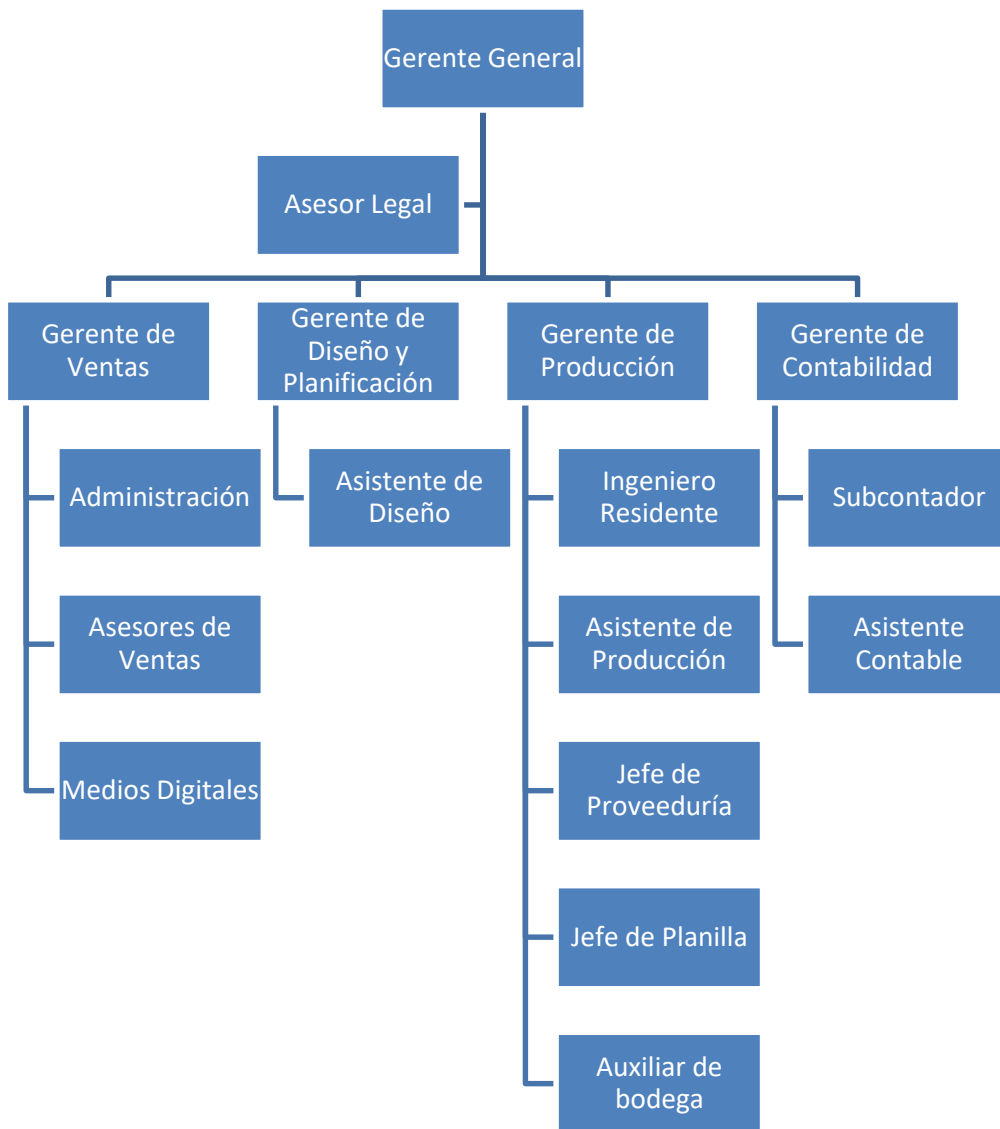 Gerente General
Asesor Legal
Gerente de
Ventas
Gerente de
Diseño y
Planificación
Gerente de
Producción
Gerente de
Contabilidad
Administración
Asistente de
Diseño
Ingeniero
Residente
Subcontador
Asesores de
Ventas
Asistente de
Producción
Asistente
Contable
Medios Digitales
Jefe de
Proveeduría
Jefe de Planilla
Auxiliar de
bodega